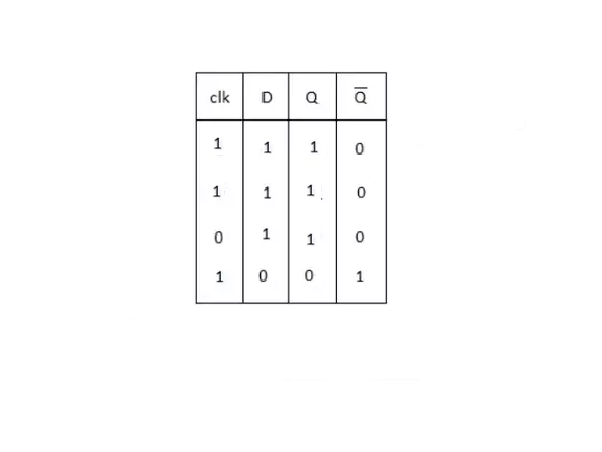 clk D Q Q̅
1 1 1 0
1 1 1 0
0 1 1 0
1 0 0 1